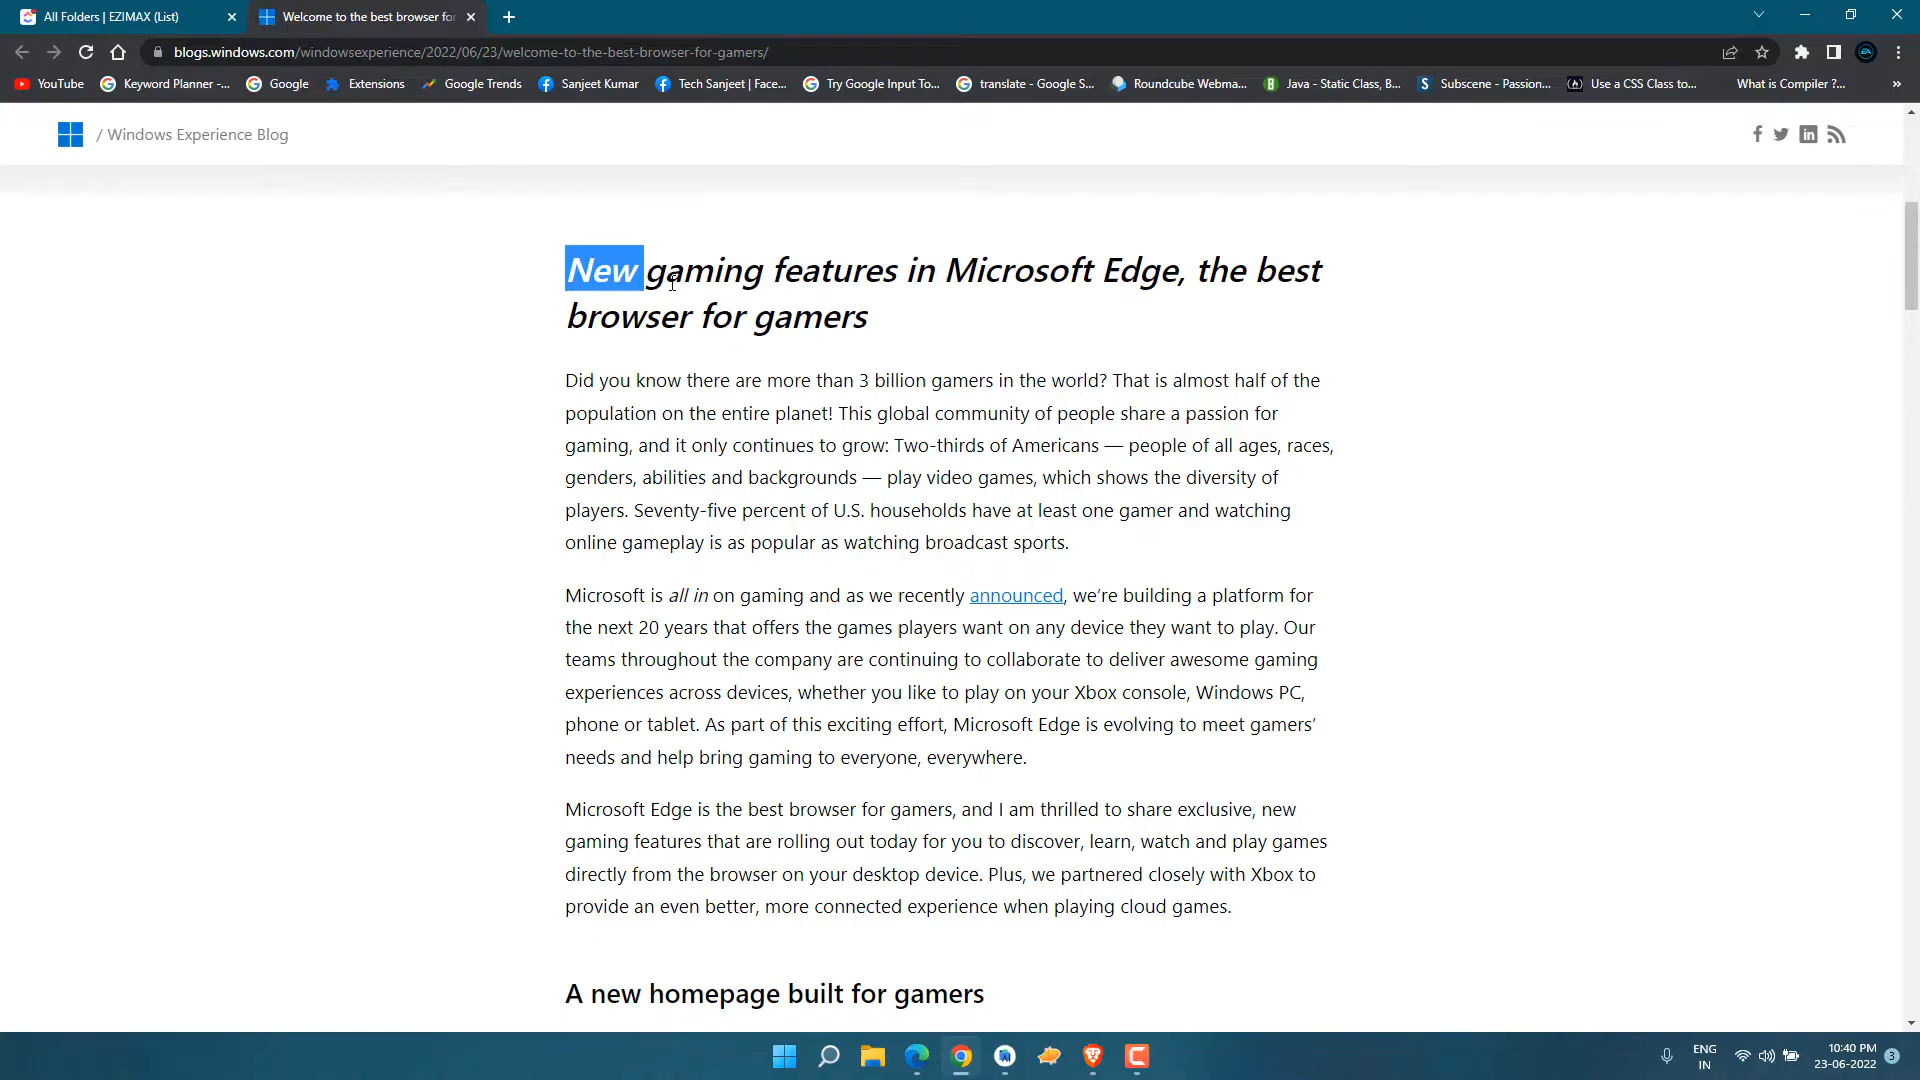 All Folders | EZIMAX (List)
Welcome to the best browser for
blogs.windows.com/windowsexperience/2022/06/23/welcome-to-the-best-browser-for-gamers/
YouTube
Keyword Planner -...
Google
Extensions
Google Trends
Sanjeet Kumar
Tech Sanjeet | Face...
Try Google Input To...
translate - Google S...
Roundcube Webma...
Java - Static Class, B...
Subscene - Passion...
Use a CSS Class to...
What is Compiler ?...
»
/ Windows Experience Blog
New gaming features in Microsoft Edge, the best
browser for gamers
Did you know there are more than 3 billion gamers in the world? That is almost half of the
population on the entire planet! This global community of people share a passion for
gaming, and it only continues to grow: Two-thirds of Americans — people of all ages, races,
genders, abilities and backgrounds — play video games, which shows the diversity of
players. Seventy-five percent of U.S. households have at least one gamer and watching
online gameplay is as popular as watching broadcast sports.
Microsoft is all in on gaming and as we recently announced, we’re building a platform for
the next 20 years that offers the games players want on any device they want to play. Our
teams throughout the company are continuing to collaborate to deliver awesome gaming
experiences across devices, whether you like to play on your Xbox console, Windows PC,
phone or tablet. As part of this exciting effort, Microsoft Edge is evolving to meet gamers’
needs and help bring gaming to everyone, everywhere.
Microsoft Edge is the best browser for gamers, and I am thrilled to share exclusive, new
gaming features that are rolling out today for you to discover, learn, watch and play games
directly from the browser on your desktop device. Plus, we partnered closely with Xbox to
provide an even better, more connected experience when playing cloud games.
A new homepage built for gamers
ENG
IN
10:40 PM
23-06-2022
3